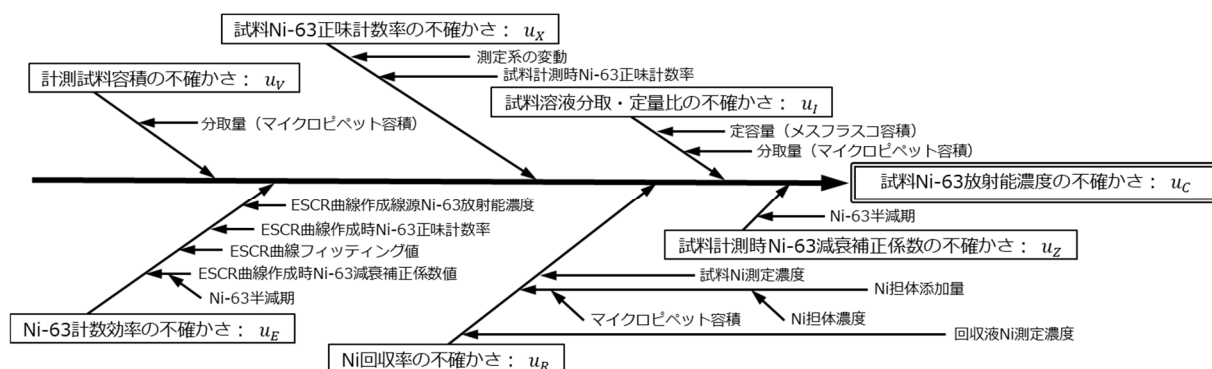 試料Ni-63正味計数率の不確かさ： uX
測定系の変動
計測試料容積の不確かさ： uV
試料計測時Ni-63正味計数率
試料溶液分取・定量比の不確かさ： uI
分取量（マイクロピペット容積）
定容量（メスフラスコ容積）
分取量（マイクロピペット容積）
試料Ni-63放射能濃度の不確かさ： uC
ESCR曲線作成線源Ni-63放射能濃度
Ni-63半減期
ESCR曲線作成時Ni-63正味計数率
試料計測時Ni-63減衰補正係数の不確かさ： uZ
ESCR曲線フィッティング値
ESCR曲線作成時Ni-63減衰補正係数値
試料Ni測定濃度
Ni担体添加量
Ni-63半減期
マイクロピペット容積
Ni担体濃度
Ni-63計数効率の不確かさ： uE
回収液Ni測定濃度
Ni回収率の不確かさ： uR